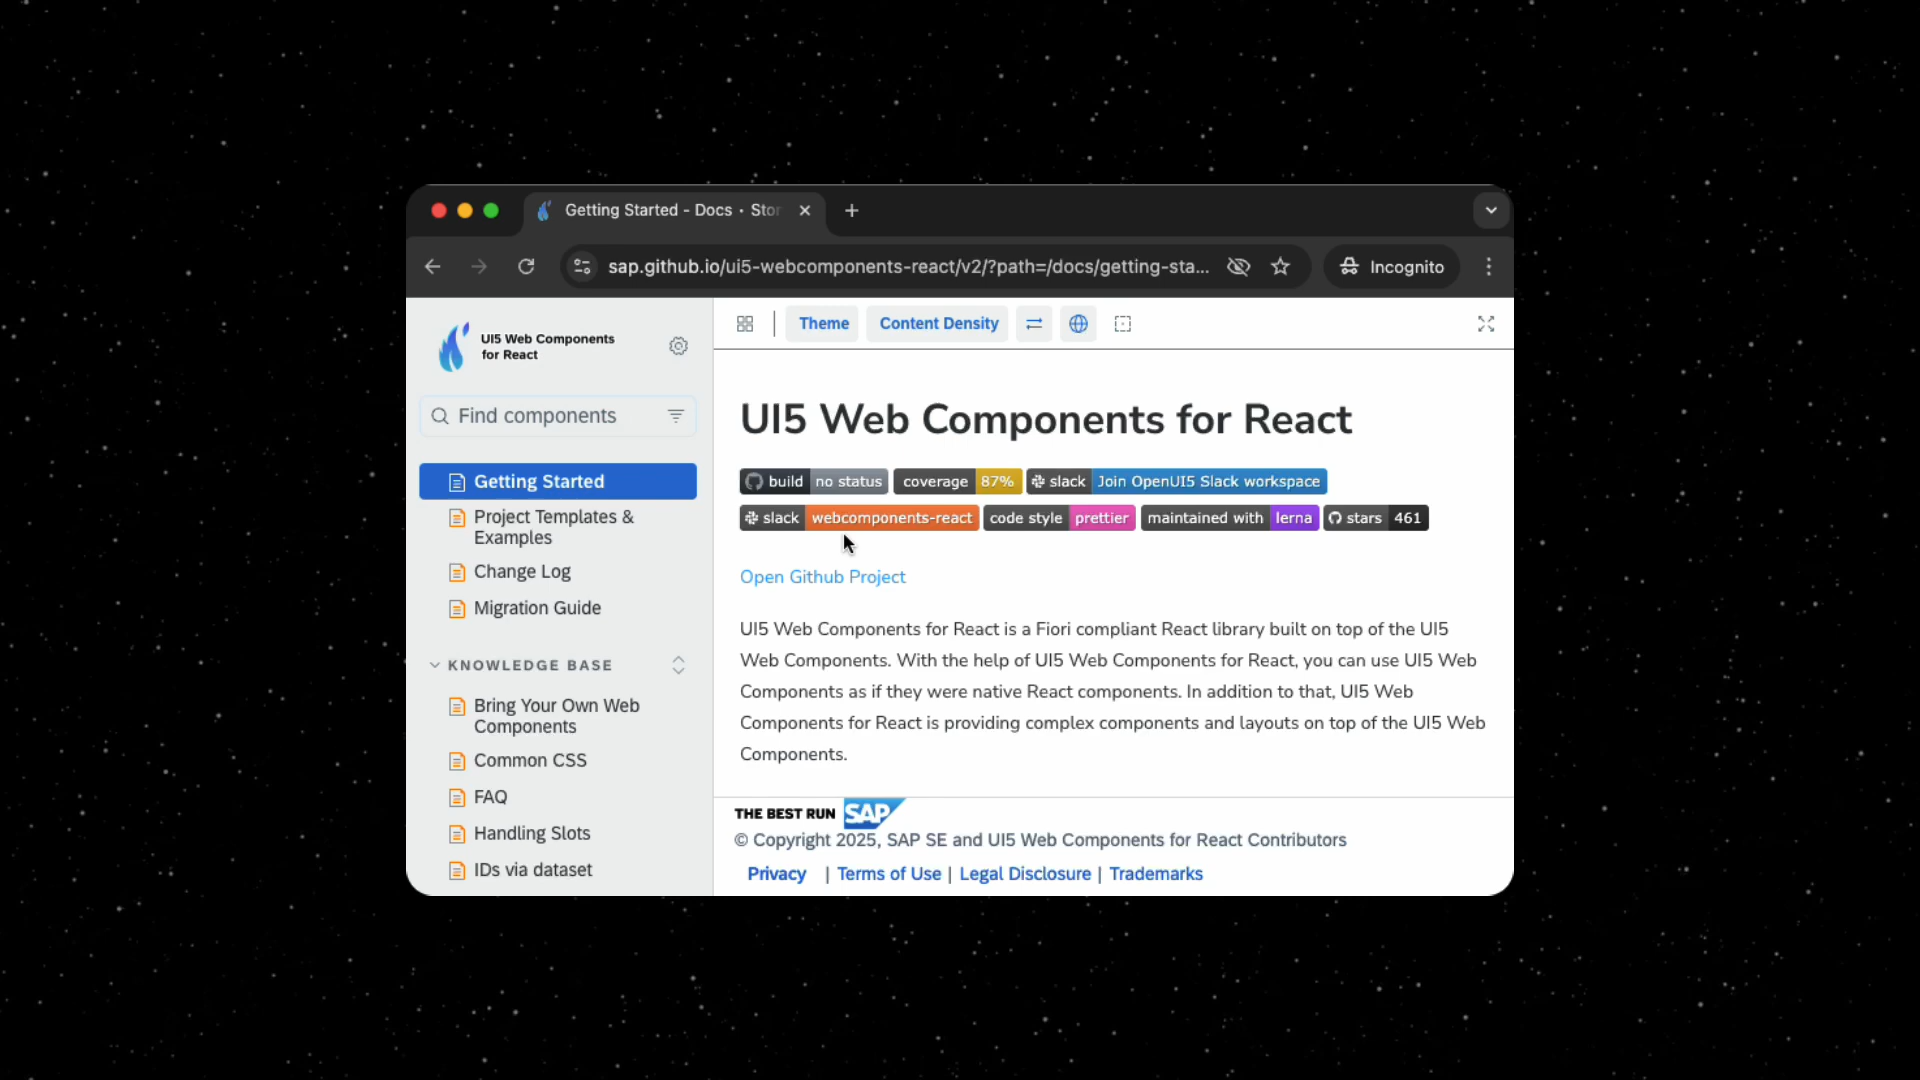 Getting Started - Docs · Stor
sap.github.io/ui5-webcomponents-react/v2/?path=/docs/getting-sta...
Incognito
UI5 Web Components
for React
Find components
Getting Started
Project Templates &
Examples
Change Log
Migration Guide
KNOWLEDGE BASE
Bring Your Own Web
Components
Common CSS
FAQ
Handling Slots
IDs via dataset
Theme
Content Density
UI5 Web Components for React
build no status coverage 87% slack Join OpenUI5 Slack workspace
slack webcomponents-react code style prettier maintained with lerna stars 461
Open Github Project
UI5 Web Components for React is a Fiori compliant React library built on top of the UI5
Web Components. With the help of UI5 Web Components for React, you can use UI5 Web
Components as if they were native React components. In addition to that, UI5 Web
Components for React is providing complex components and layouts on top of the UI5 Web
Components.
THE BEST RUN SAP
© Copyright 2025, SAP SE and UI5 Web Components for React Contributors
Privacy | Terms of Use | Legal Disclosure | Trademarks